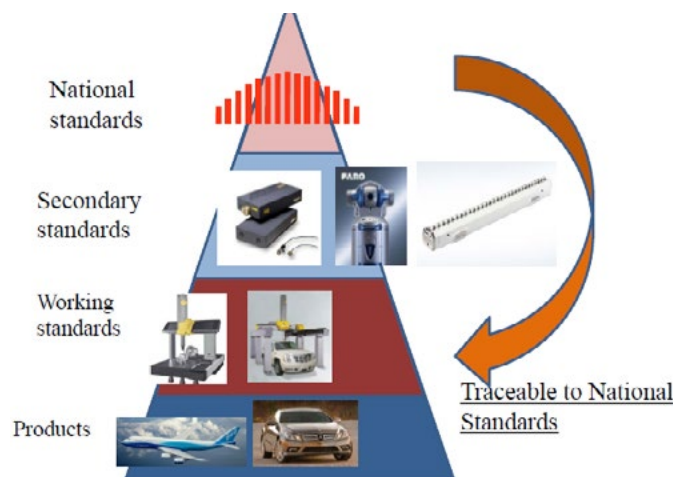 National
standards
Secondary
standards
FARO
Working
standards
Products
Traceable to National
Standards